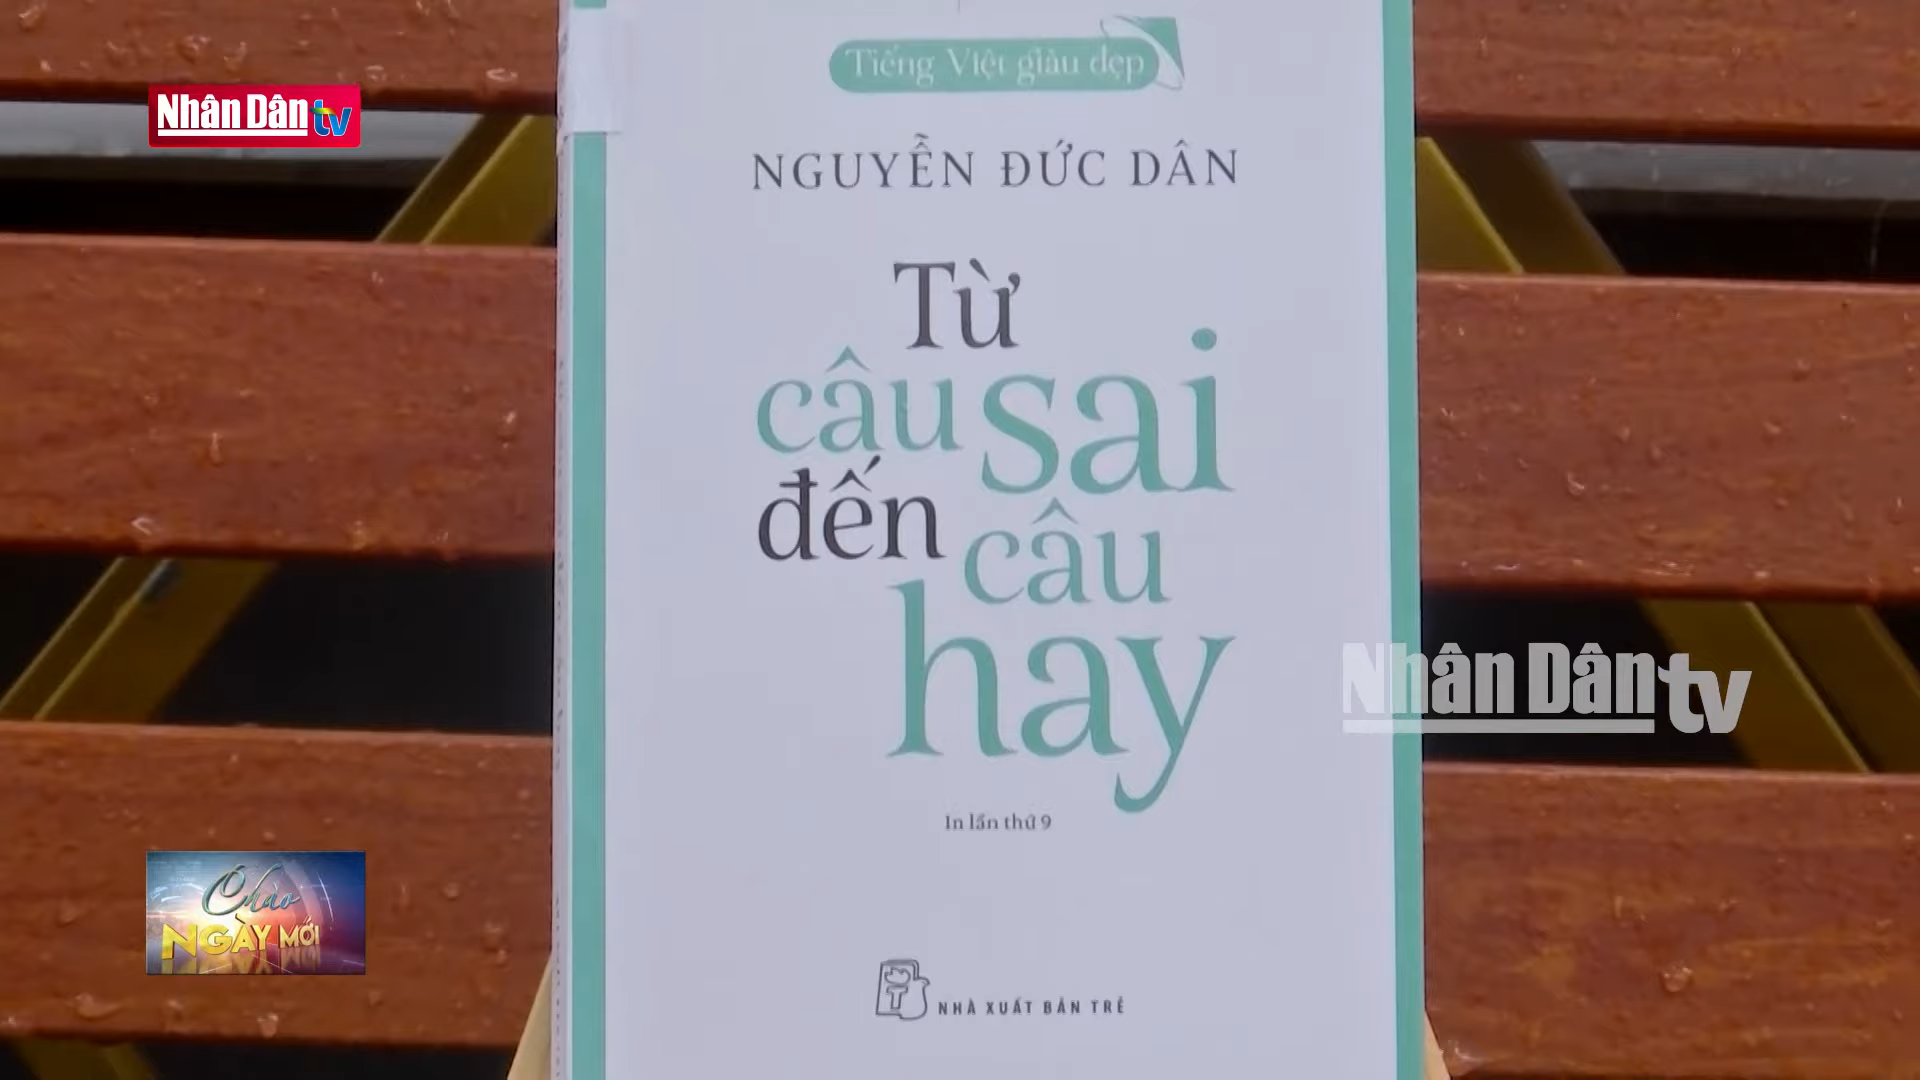 Tiếng Việt giàu đẹp
Nhân Dân tv
NGUYỄN ĐỨC DÂN
Từ
câu sai
đến câu
hay
Nhân Dân tv
In lần thứ 9
Chào
NGÀY MỚI
NHÀ XUẤT BẢN TRẺ